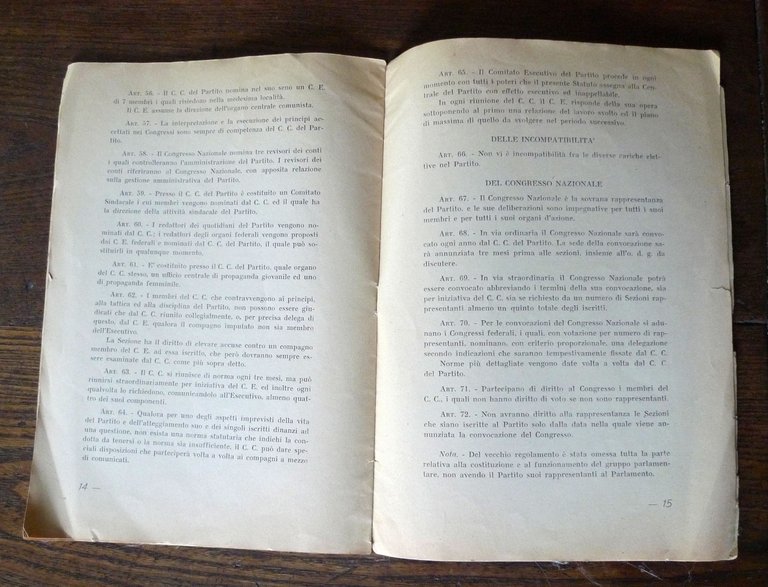 ART. 56. - Il C. C. del Partito nomina nel suo seno un C. E.
di 7 membri i quali risiedono nella medesima località.
Il C. E. assume la direzione dell'organo centrale comunista.
ART. 57. - La interpretazione e la esecuzione dei principi ac-
cettati nei Congressi sono sempre di competenza del C. C. del Par-
tito.
ART. 58. - Il Congresso Nazionale nomina tre revisori dei conti
i quali controlleranno l'amministrazione del Partito. I revisori dei
conti riferiranno al Congresso Nazionale, con apposita relazione
sulla gestione amministrativa del Partito.
ART. 59. - Presso il C. C. del Partito è costituito un Comitato
Sindacale i cui membri vengono nominati dal C. C. ed il quale ha
la direzione della attività sindacale del Partito.
ART. 60. - I redattori dei quotidiani del Partito vengono no-
minati dal C. C.; i redattori degli organi federali vengono proposti
dai C. E. federali e nominati dal C. C. del Partito, il quale può so-
stituirli in qualunque momento.
ART. 61. - E' costituito presso il C. C. del Partito, quale organo
del C. C. stesso, un ufficio centrale di propaganda giovanile ed uno
di propaganda femminile.
ART. 62. - I membri del C. C. che contravvengono ai principi,
alla tattica ed alla disciplina del Partito, non possono essere giu-
dicati che dal C. C. riunito collegialmente, o, per precisa delega di
questo, dal C. E. qualora il compagno imputato non sia membro
dell'Esecutivo.
La Sezione ha il diritto di elevare accuse contro un compagno
membro del C. E. ad essa iscritto, che però dovranno sempre es-
sere esaminate dal C. C. come più sopra detto.
ART. 63. - Il C. C. si riunisce di norma ogni tre mesi, ma può
riunirsi straordinariamente per iniziativa del C. E. ed inoltre ogni
qualvolta lo richiedono, comunicandolo all'Esecutivo, almeno quat-
tro dei suoi componenti.
ART. 64. - Qualora per uno degli aspetti imprevisti della vita
del Partito e dell'atteggiamento suo e dei singoli iscritti dinanzi ad
una questione, non esista una norma statutaria che indichi la con-
dotta da tenersi o la norma sia insufficiente, il C. C. può dare spe-
ciali disposizioni che parteciperà volta a volta ai compagni a mezzo
di comunicati.
14 —
ART. 65. - Il Comitato Esecutivo del Partito procede in ogni
momento con tutti i poteri che il presente Statuto assegna alla Cen-
trale del Partito con effetto esecutivo ed inappellabile.
In ogni riunione del C. C. il C. E. risponde della sua opera
sottoponendo al primo una relazione del lavoro svolto ed il piano
di massima di quello da svolgere nel periodo successivo.
DELLE INCOMPATIBILITA'
ART. 66. - Non vi è incompatibilità fra le diverse cariche elet-
tive nel Partito.
DEL CONGRESSO NAZIONALE
ART. 67. - Il Congresso Nazionale è la sovrana rappresentanza
del Partito, e le sue deliberazioni sono impegnative per tutti i suoi
membri e per tutti i suoi organi d'azione.
ART. 68. - In via ordinaria il Congresso Nazionale sarà convo-
cato ogni anno dal C. C. del Partito. La sede della convocazione sa-
rà annunziata tre mesi prima alle sezioni, insieme all'o. d. g. da
discutere.
ART. 69. - In via straordinaria il Congresso Nazionale potrà
essere convocato abbreviando i termini della sua convocazione, sia
per iniziativa del C. C. sia se richiesto da un numero di Sezioni rap-
presentanti almeno un quinto totale degli iscritti.
ART. 70. - Per le convocazioni del Congresso Nazionale si adu-
nano i Congressi federali, i quali, con votazione per numero di rap-
presentanti, nominano, con criterio proporzionale, una delegazione
secondo indicazioni che saranno tempestivamente fissate dal C. C.
Norme più dettagliate vengono date volta a volta dal C. C.
del Partito.
ART. 71. - Partecipano di diritto al Congresso i membri del
C. C., i quali non hanno diritto di voto se non sono rappresentanti.
ART. 72. - Non avranno diritto alla rappresentanza le Sezioni
che siano iscritte al Partito solo dalla data nella quale viene an-
nunziata la convocazione del Congresso.
Nota. - Del vecchio regolamento è stata omessa tutta la parte
relativa alla costituzione e al funzionamento del gruppo parlamen-
tare, non avendo il Partito suoi rappresentanti al Parlamento.
— 15